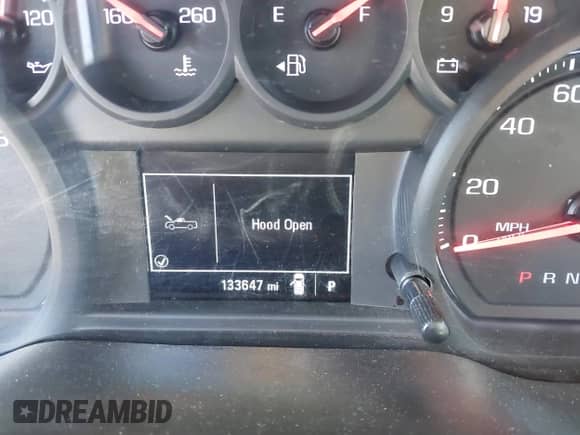 120 160 260 E F 9 19
60
40
20
0
MPH
Hood Open
133647 mi P
P R N
DREAMBID